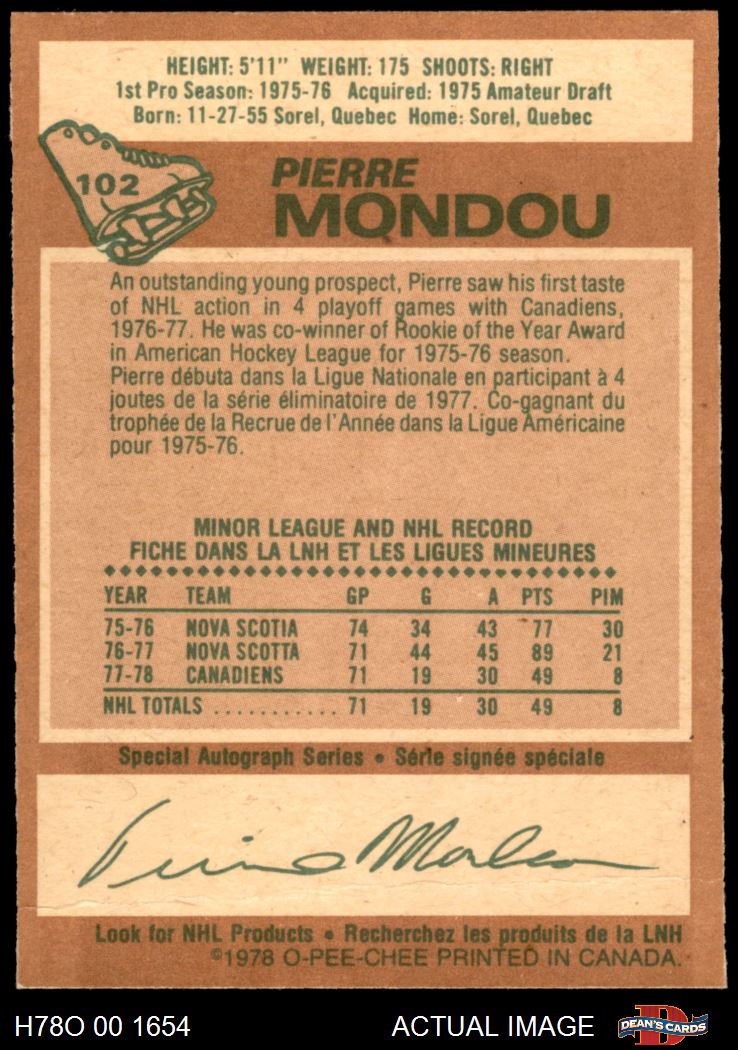 HEIGHT: 5'11" WEIGHT: 175 SHOOTS: RIGHT
1st Pro Season: 1975-76 Acquired: 1975 Amateur Draft
Born: 11-27-55 Sorel, Quebec Home: Sorel, Quebec
102
PIERRE
MONDOU
An outstanding young prospect, Pierre saw his first taste
of NHL action in 4 playoff games with Canadiens,
1976-77. He was co-winner of Rookie of the Year Award
in American Hockey League for 1975-76 season.
Pierre débuta dans la Ligue Nationale en participant à 4
joutes de la série éliminatoire de 1977. Co-gagnant du
trophée de la Recrue de l'Année dans la Ligue Américaine
pour 1975-76.
MINOR LEAGUE AND NHL RECORD
FICHE DANS LA LNH ET LES LIGUES MINEURES
YEAR TEAM GP G A PTS PIM
75-76 NOVA SCOTIA 74 34 43 77 30
76-77 NOVA SCOTTA 71 44 45 89 21
77-78 CANADIENS 71 19 30 49 8
NHL TOTALS ............ 71 19 30 49 8
Special Autograph Series • Série signée spéciale
Pierre Mondou
Look for NHL Products • Recherchez les produits de la LNH
©1978 O-PEE-CHEE PRINTED IN CANADA.
H78O 00 1654 ACTUAL IMAGE D DEAN'S CARDS